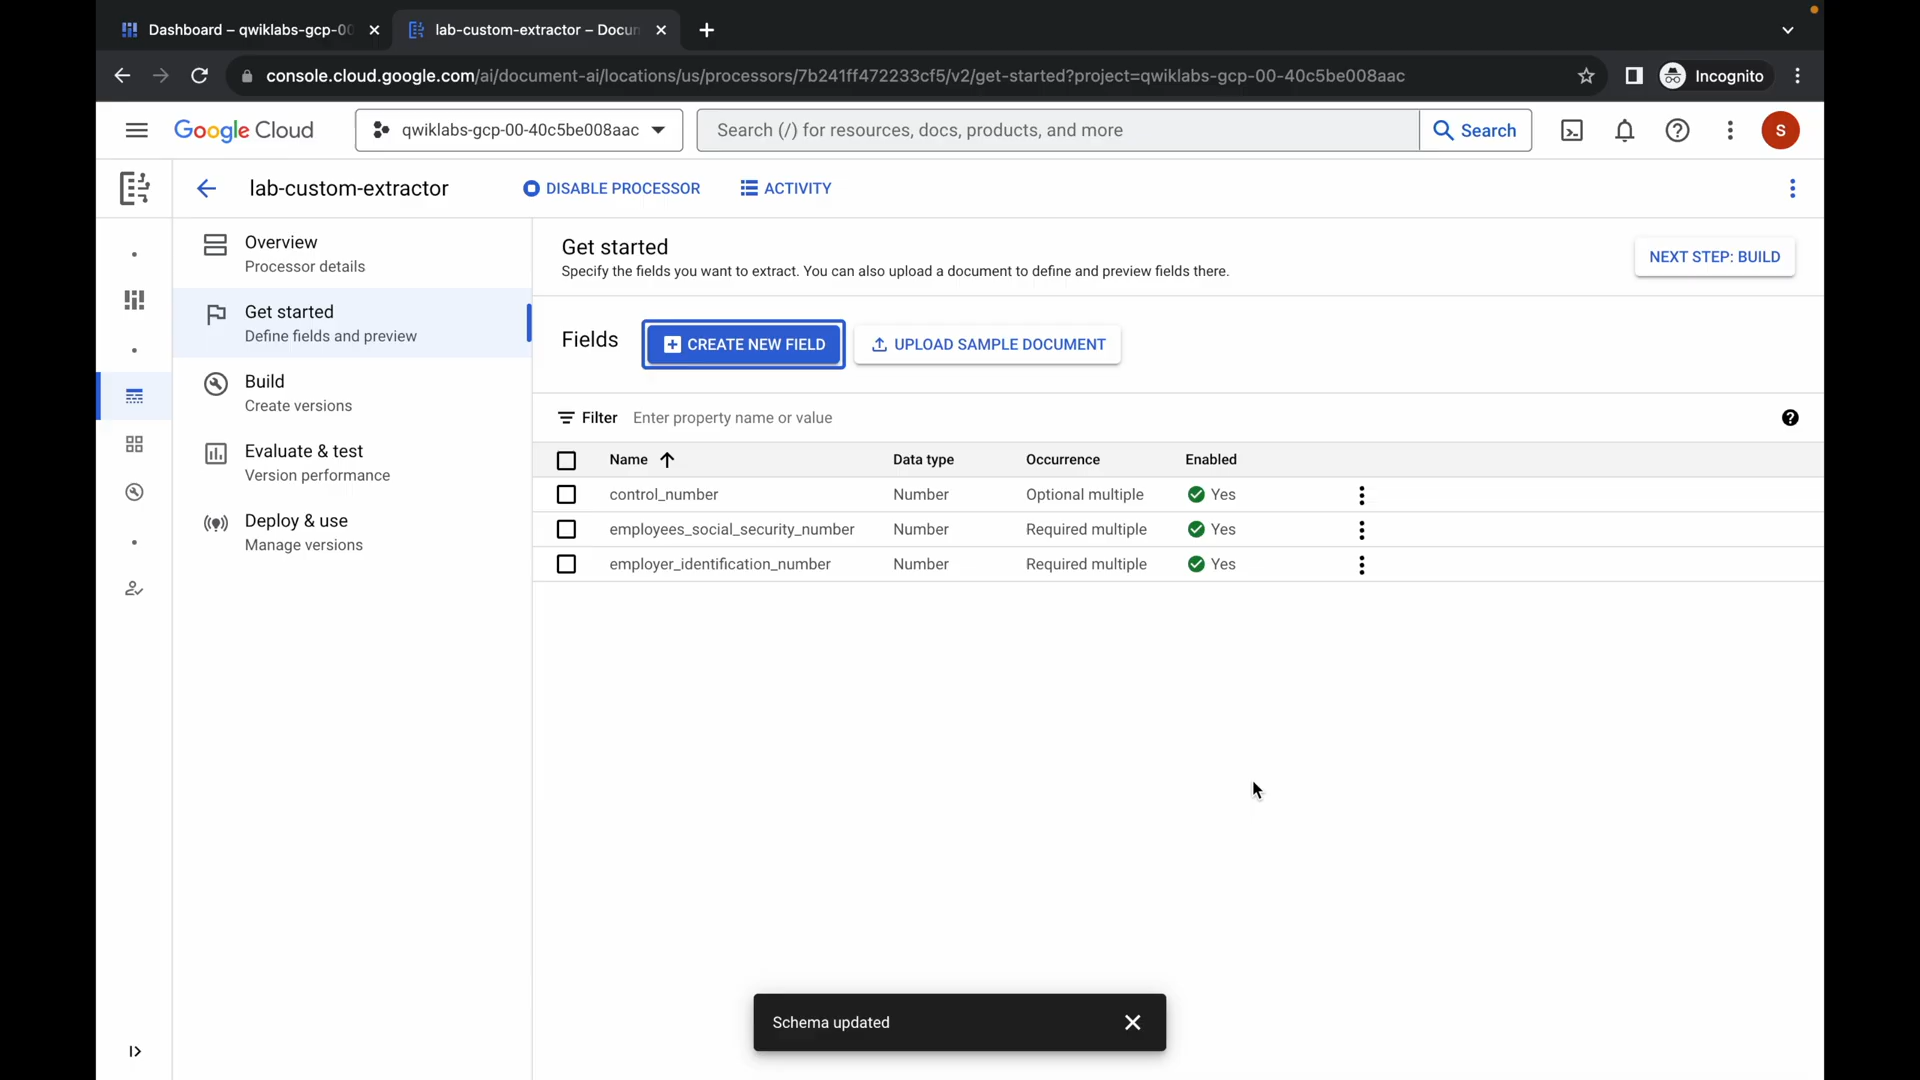 Dashboard – qwiklabs-gcp-00
lab-custom-extractor – Docun
console.cloud.google.com/ai/document-ai/locations/us/processors/7b241ff472233cf5/v2/get-started?project=qwiklabs-gcp-00-40c5be008aac
Incognito
Google Cloud
qwiklabs-gcp-00-40c5be008aac
Search (/) for resources, docs, products, and more
Search
S
lab-custom-extractor
DISABLE PROCESSOR
ACTIVITY
Overview
Processor details
Get started
Define fields and preview
Build
Create versions
Evaluate & test
Version performance
Deploy & use
Manage versions
Get started
Specify the fields you want to extract. You can also upload a document to define and preview fields there.
NEXT STEP: BUILD
Fields
CREATE NEW FIELD
UPLOAD SAMPLE DOCUMENT
Filter Enter property name or value
Name Data type Occurrence Enabled
control_number Number Optional multiple Yes
employees_social_security_number Number Required multiple Yes
employer_identification_number Number Required multiple Yes
Schema updated